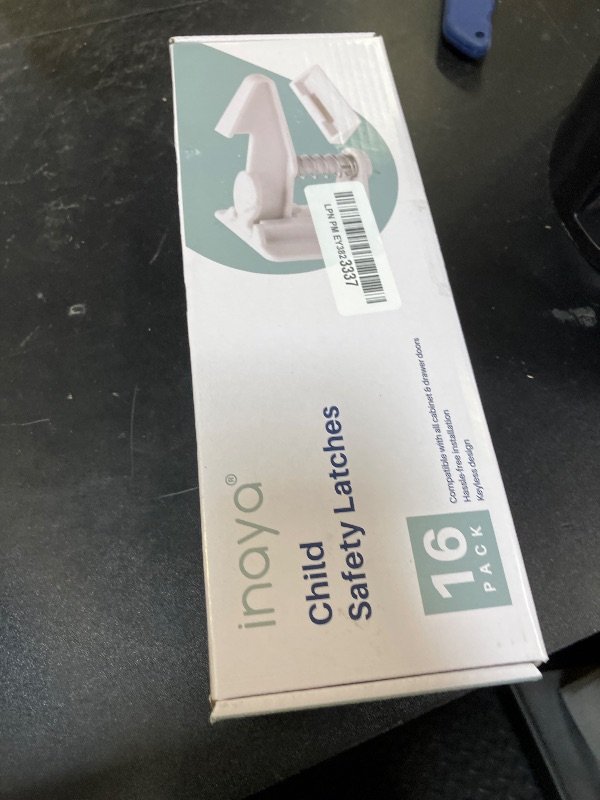 inaya®
Child
Safety Latches
16
PACK
Compatible with all cabinet & drawer doors
Hassle-free installation
Keyless design
LPN PM EY3823337